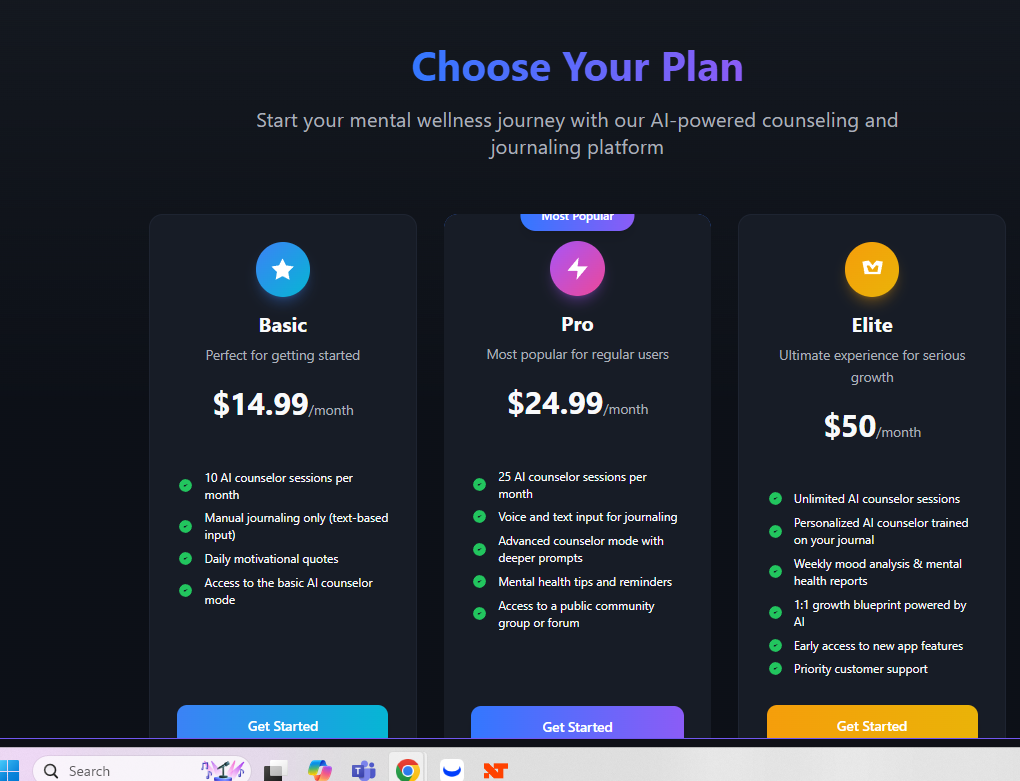 Choose Your Plan
Start your mental wellness journey with our AI-powered counseling and
journaling platform
Basic
Perfect for getting started
$14.99/month
10 AI counselor sessions per
month
Manual journaling only (text-based
input)
Daily motivational quotes
Access to the basic AI counselor
mode
Get Started
Most Popular
Pro
Most popular for regular users
$24.99/month
25 AI counselor sessions per
month
Voice and text input for journaling
Advanced counselor mode with
deeper prompts
Mental health tips and reminders
Access to a public community
group or forum
Get Started
Elite
Ultimate experience for serious
growth
$50/month
Unlimited AI counselor sessions
Personalized AI counselor trained
on your journal
Weekly mood analysis & mental
health reports
1:1 growth blueprint powered by
AI
Early access to new app features
Priority customer support
Get Started
Search